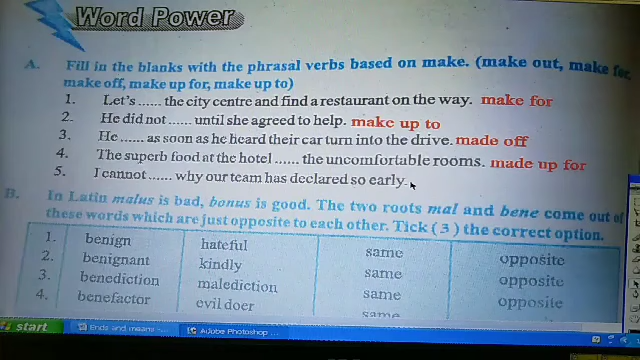 Word Power
A. Fill in the blanks with the phrasal verbs based on make. (make out, make for,
make off, make up for, make up to)
1. Let's ...... the city centre and find a restaurant on the way. make for
2. He did not ...... until she agreed to help. make up to
3. He ...... as soon as he heard their car turn into the drive. made off
4. The superb food at the hotel ...... the uncomfortable rooms. made up for
5. I cannot ...... why our team has declared so early.
B. In Latin malus is bad, bonus is good. The two roots mal and bene come out of
these words which are just opposite to each other. Tick (3) the correct option.
1. benign hateful same opposite
2. benignant kindly same opposite
3. benediction malediction same opposite
4. benefactor evil doer same
start Ends and means - ... Adobe Photoshop ...